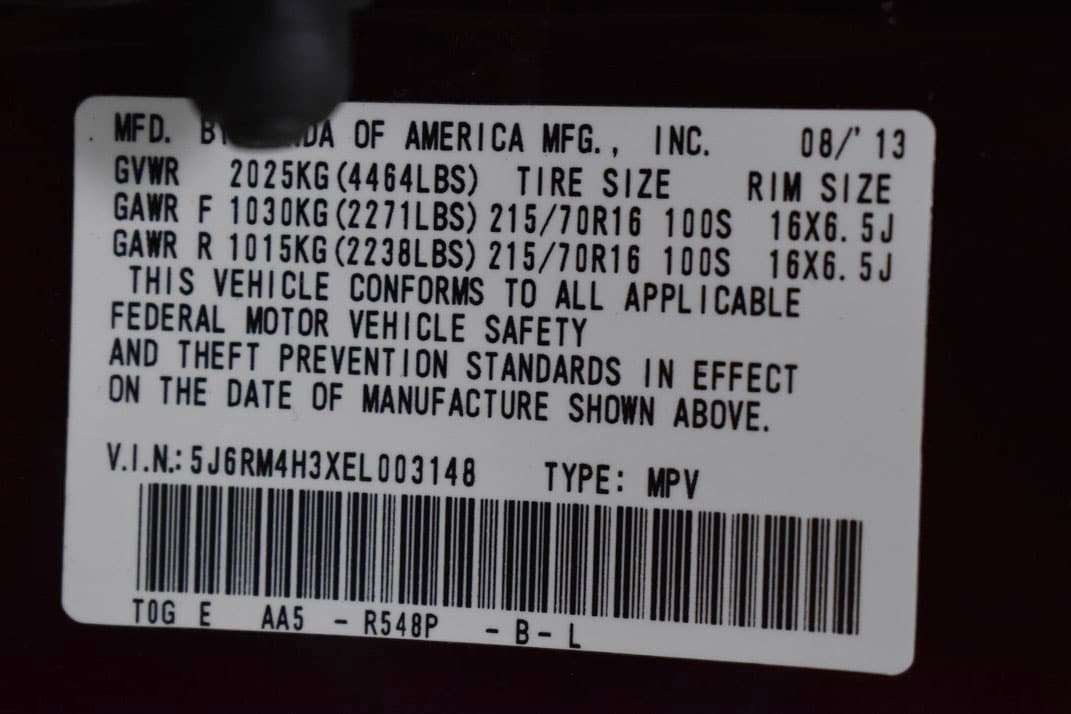 MFD. BY DA OF AMERICA MFG., INC. 08/'13
GVWR 2025KG(4464LBS) TIRE SIZE RIM SIZE
GAWR F 1030KG(2271LBS) 215/70R16 100S 16X6.5J
GAWR R 1015KG(2238LBS) 215/70R16 100S 16X6.5J
THIS VEHICLE CONFORMS TO ALL APPLICABLE
FEDERAL MOTOR VEHICLE SAFETY
AND THEFT PREVENTION STANDARDS IN EFFECT
ON THE DATE OF MANUFACTURE SHOWN ABOVE.
V.I.N.: 5J6RM4H3XEL003148 TYPE: MPV
TOG E AA5 - R548P - B - L